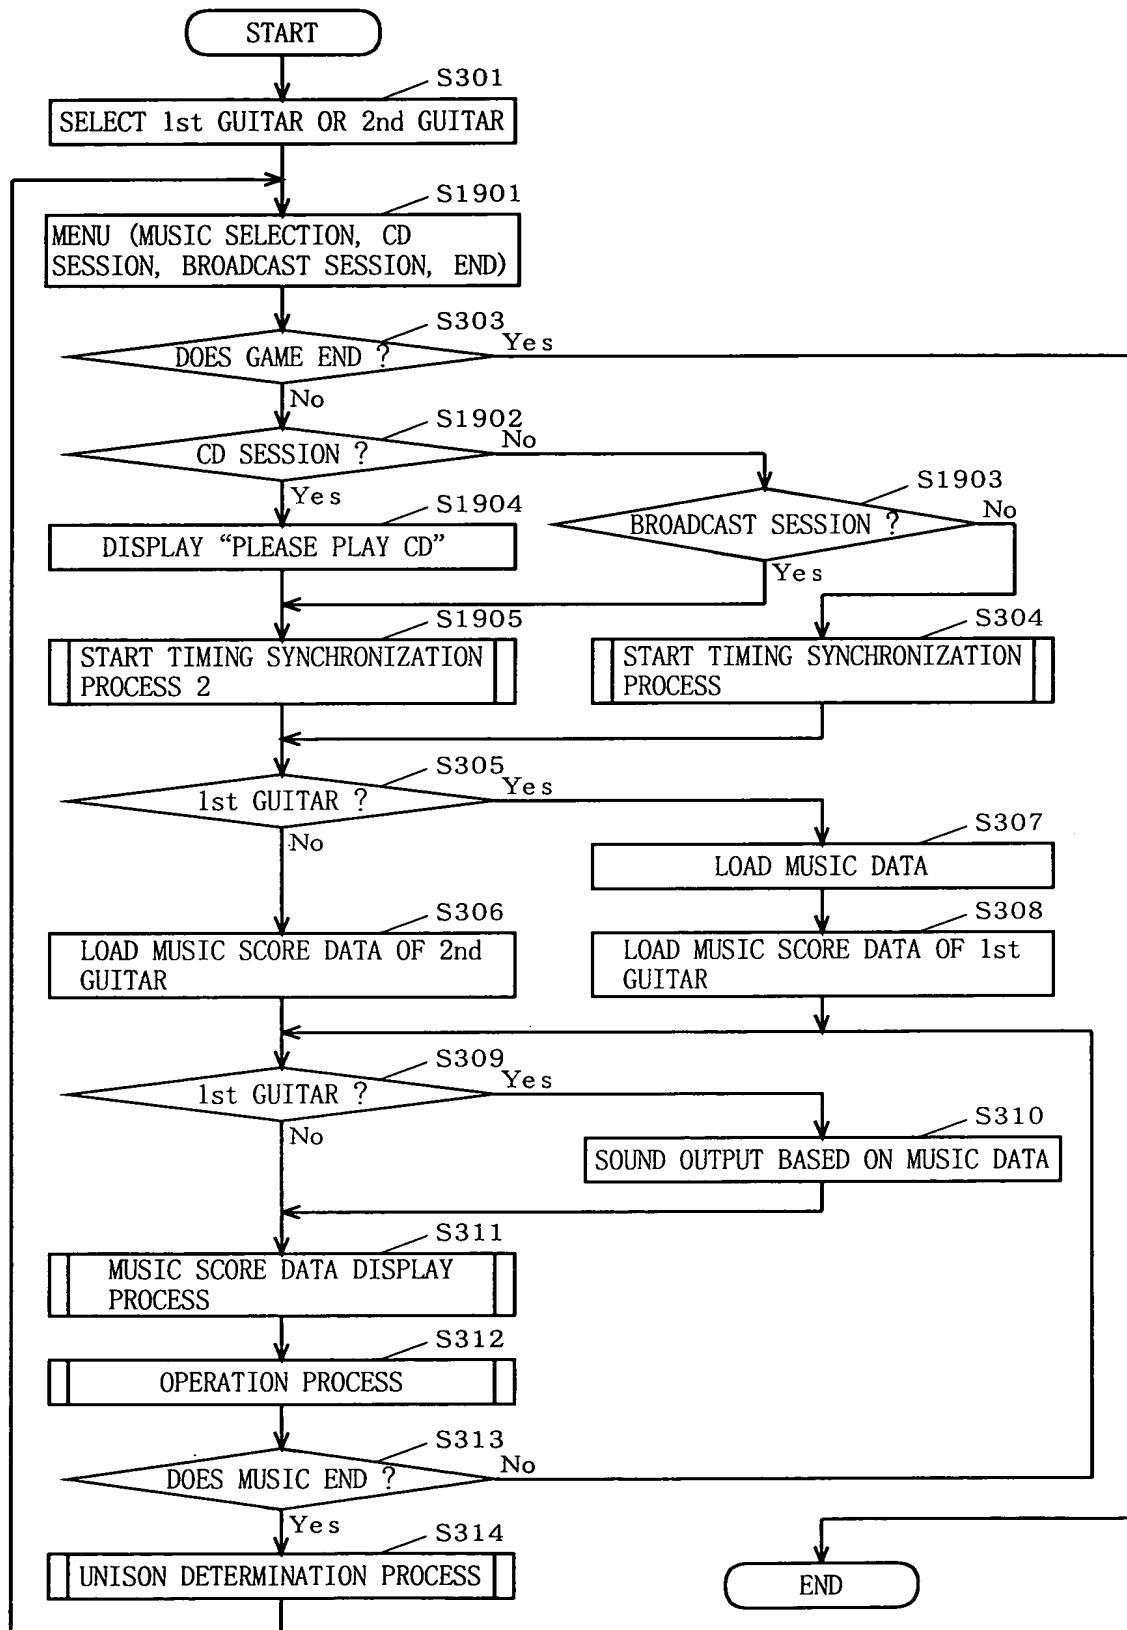 START
S301
SELECT 1st GUITAR OR 2nd GUITAR
S1901
MENU (MUSIC SELECTION, CD
SESSION, BROADCAST SESSION, END)
S303
DOES GAME END ?
Yes
No
S1902
CD SESSION ?
No
Yes
S1903
BROADCAST SESSION ?
No
Yes
S1904
DISPLAY “PLEASE PLAY CD”
S1905
START TIMING SYNCHRONIZATION
PROCESS 2
S304
START TIMING SYNCHRONIZATION
PROCESS
S305
1st GUITAR ?
Yes
No
S307
LOAD MUSIC DATA
S306
LOAD MUSIC SCORE DATA OF 2nd
GUITAR
S308
LOAD MUSIC SCORE DATA OF 1st
GUITAR
S309
1st GUITAR ?
Yes
No
S310
SOUND OUTPUT BASED ON MUSIC DATA
S311
MUSIC SCORE DATA DISPLAY
PROCESS
S312
OPERATION PROCESS
S313
DOES MUSIC END ?
No
Yes
S314
UNISON DETERMINATION PROCESS
END